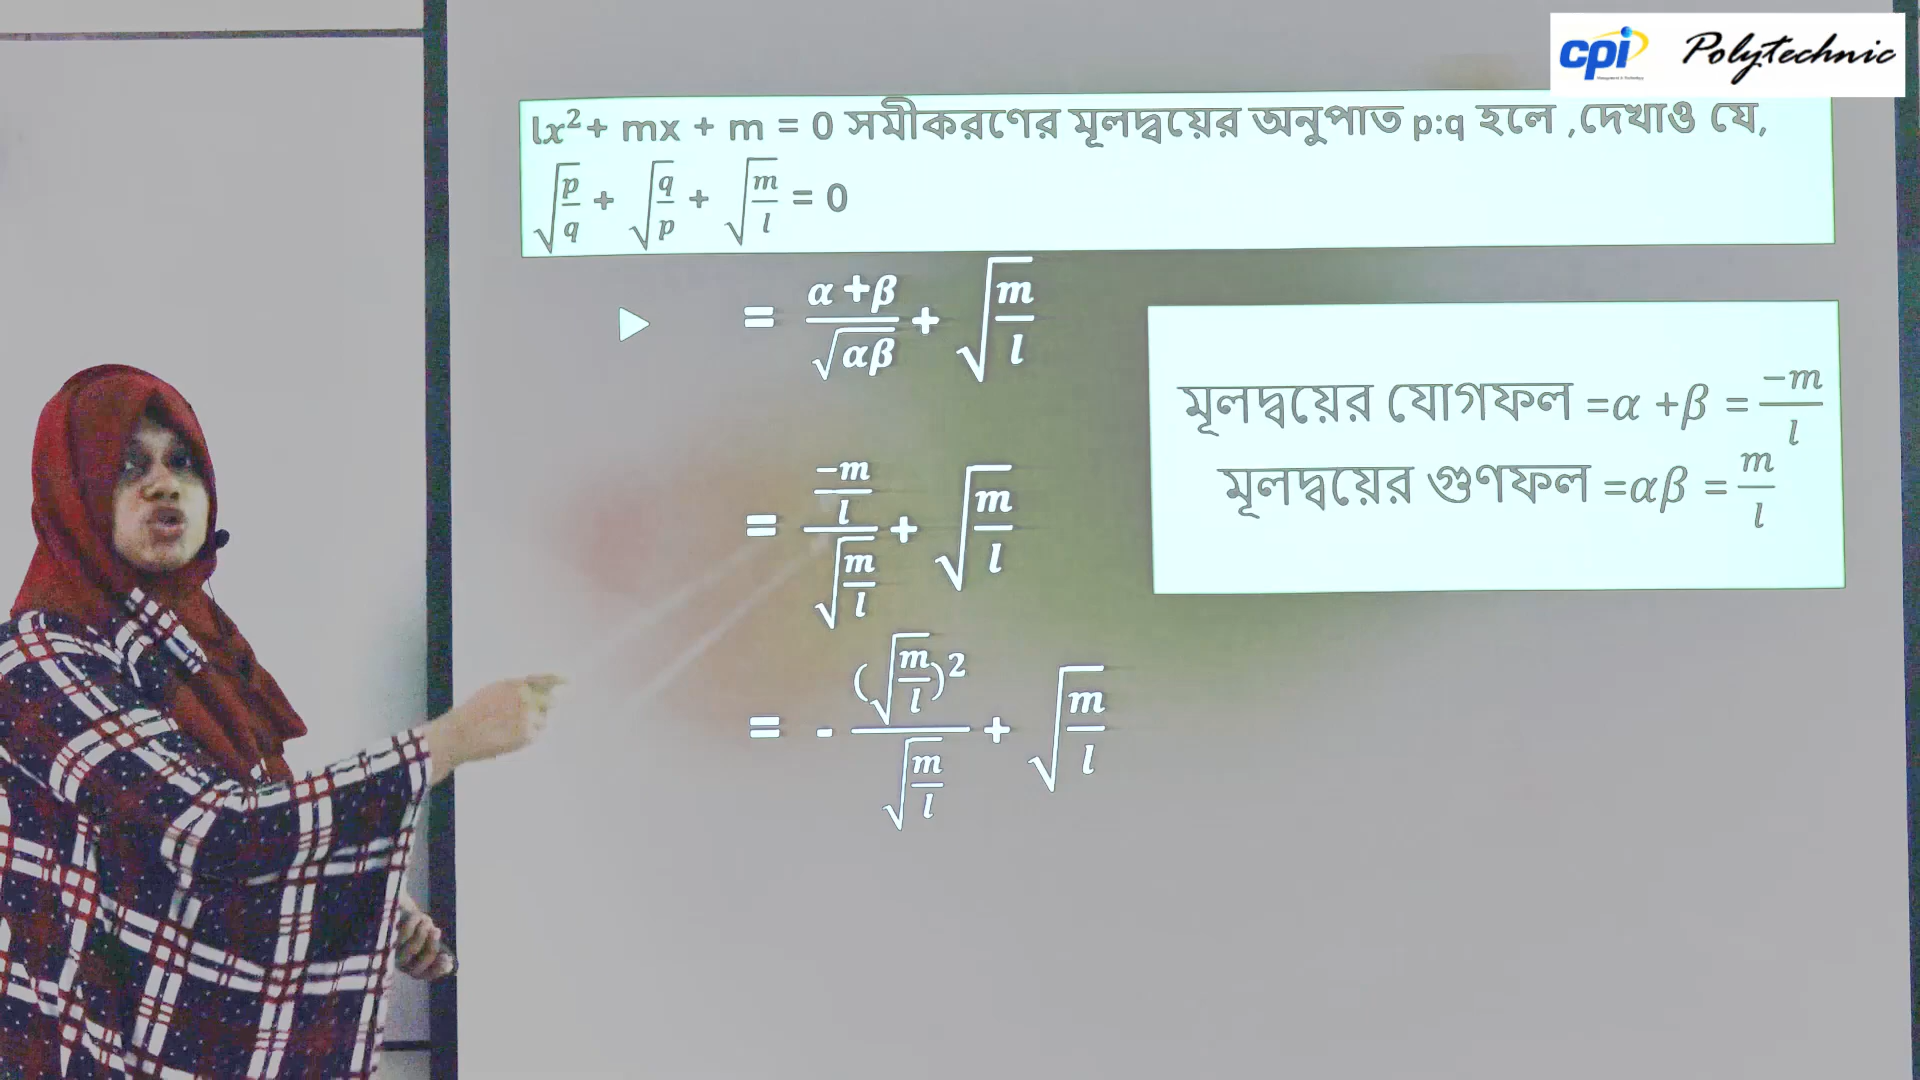 cpi Polytechnic
lx²+ mx + m = 0 সমীকরণের মূলদ্বয়ের অনুপাত p:q হলে ,দেখাও যে,
√(p/q) + √(q/p) + √(m/l) = 0
= (α +β)/√(αβ) + √(m/l)
মূলদ্বয়ের যোগফল =α +β = −m/l
মূলদ্বয়ের গুণফল =αβ = m/l
= (−m/l)/√(m/l) + √(m/l)
= - (√(m/l))²/√(m/l) + √(m/l)